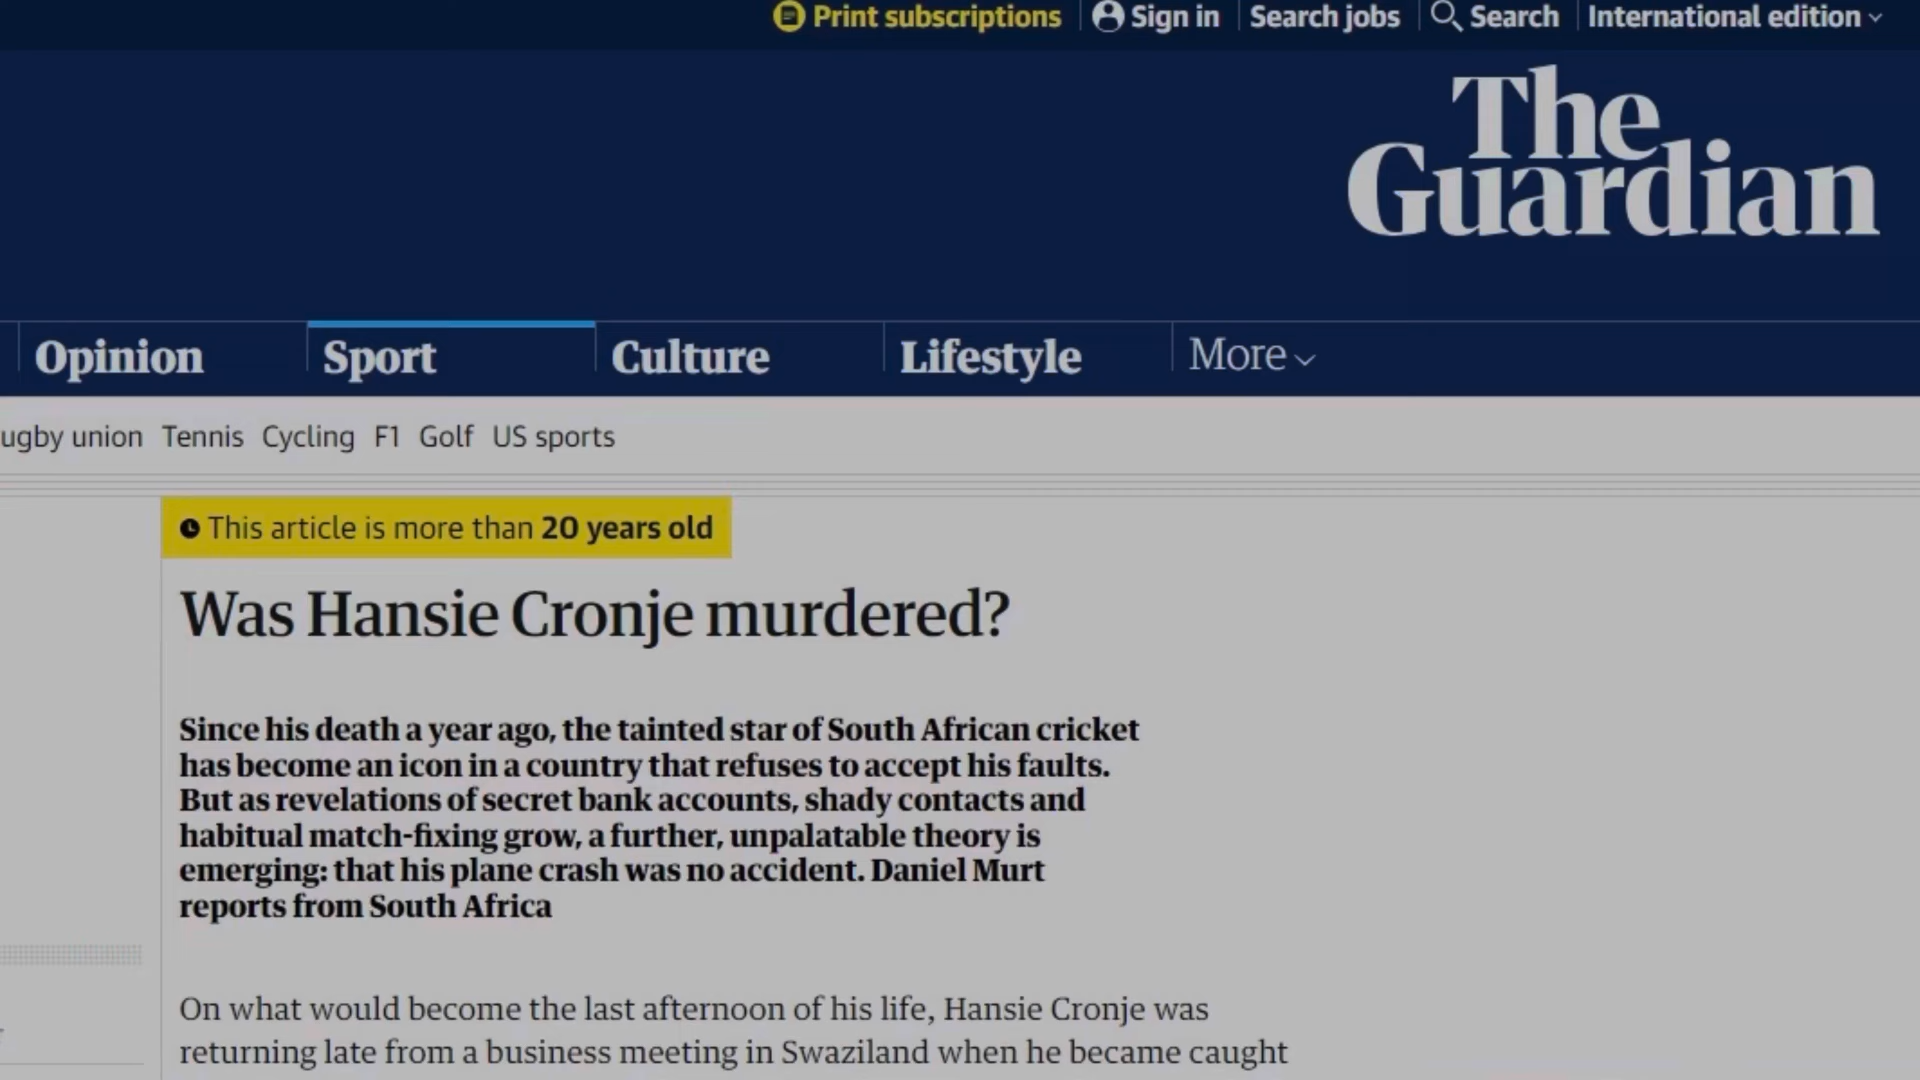 Print subscriptions
Sign in
Search jobs
Search
International edition
The
Guardian
Opinion
Sport
Culture
Lifestyle
More
ugby union
Tennis
Cycling
F1
Golf
US sports
This article is more than 20 years old
Was Hansie Cronje murdered?
Since his death a year ago, the tainted star of South African cricket
has become an icon in a country that refuses to accept his faults.
But as revelations of secret bank accounts, shady contacts and
habitual match-fixing grow, a further, unpalatable theory is
emerging: that his plane crash was no accident. Daniel Murt
reports from South Africa
On what would become the last afternoon of his life, Hansie Cronje was
returning late from a business meeting in Swaziland when he became caught